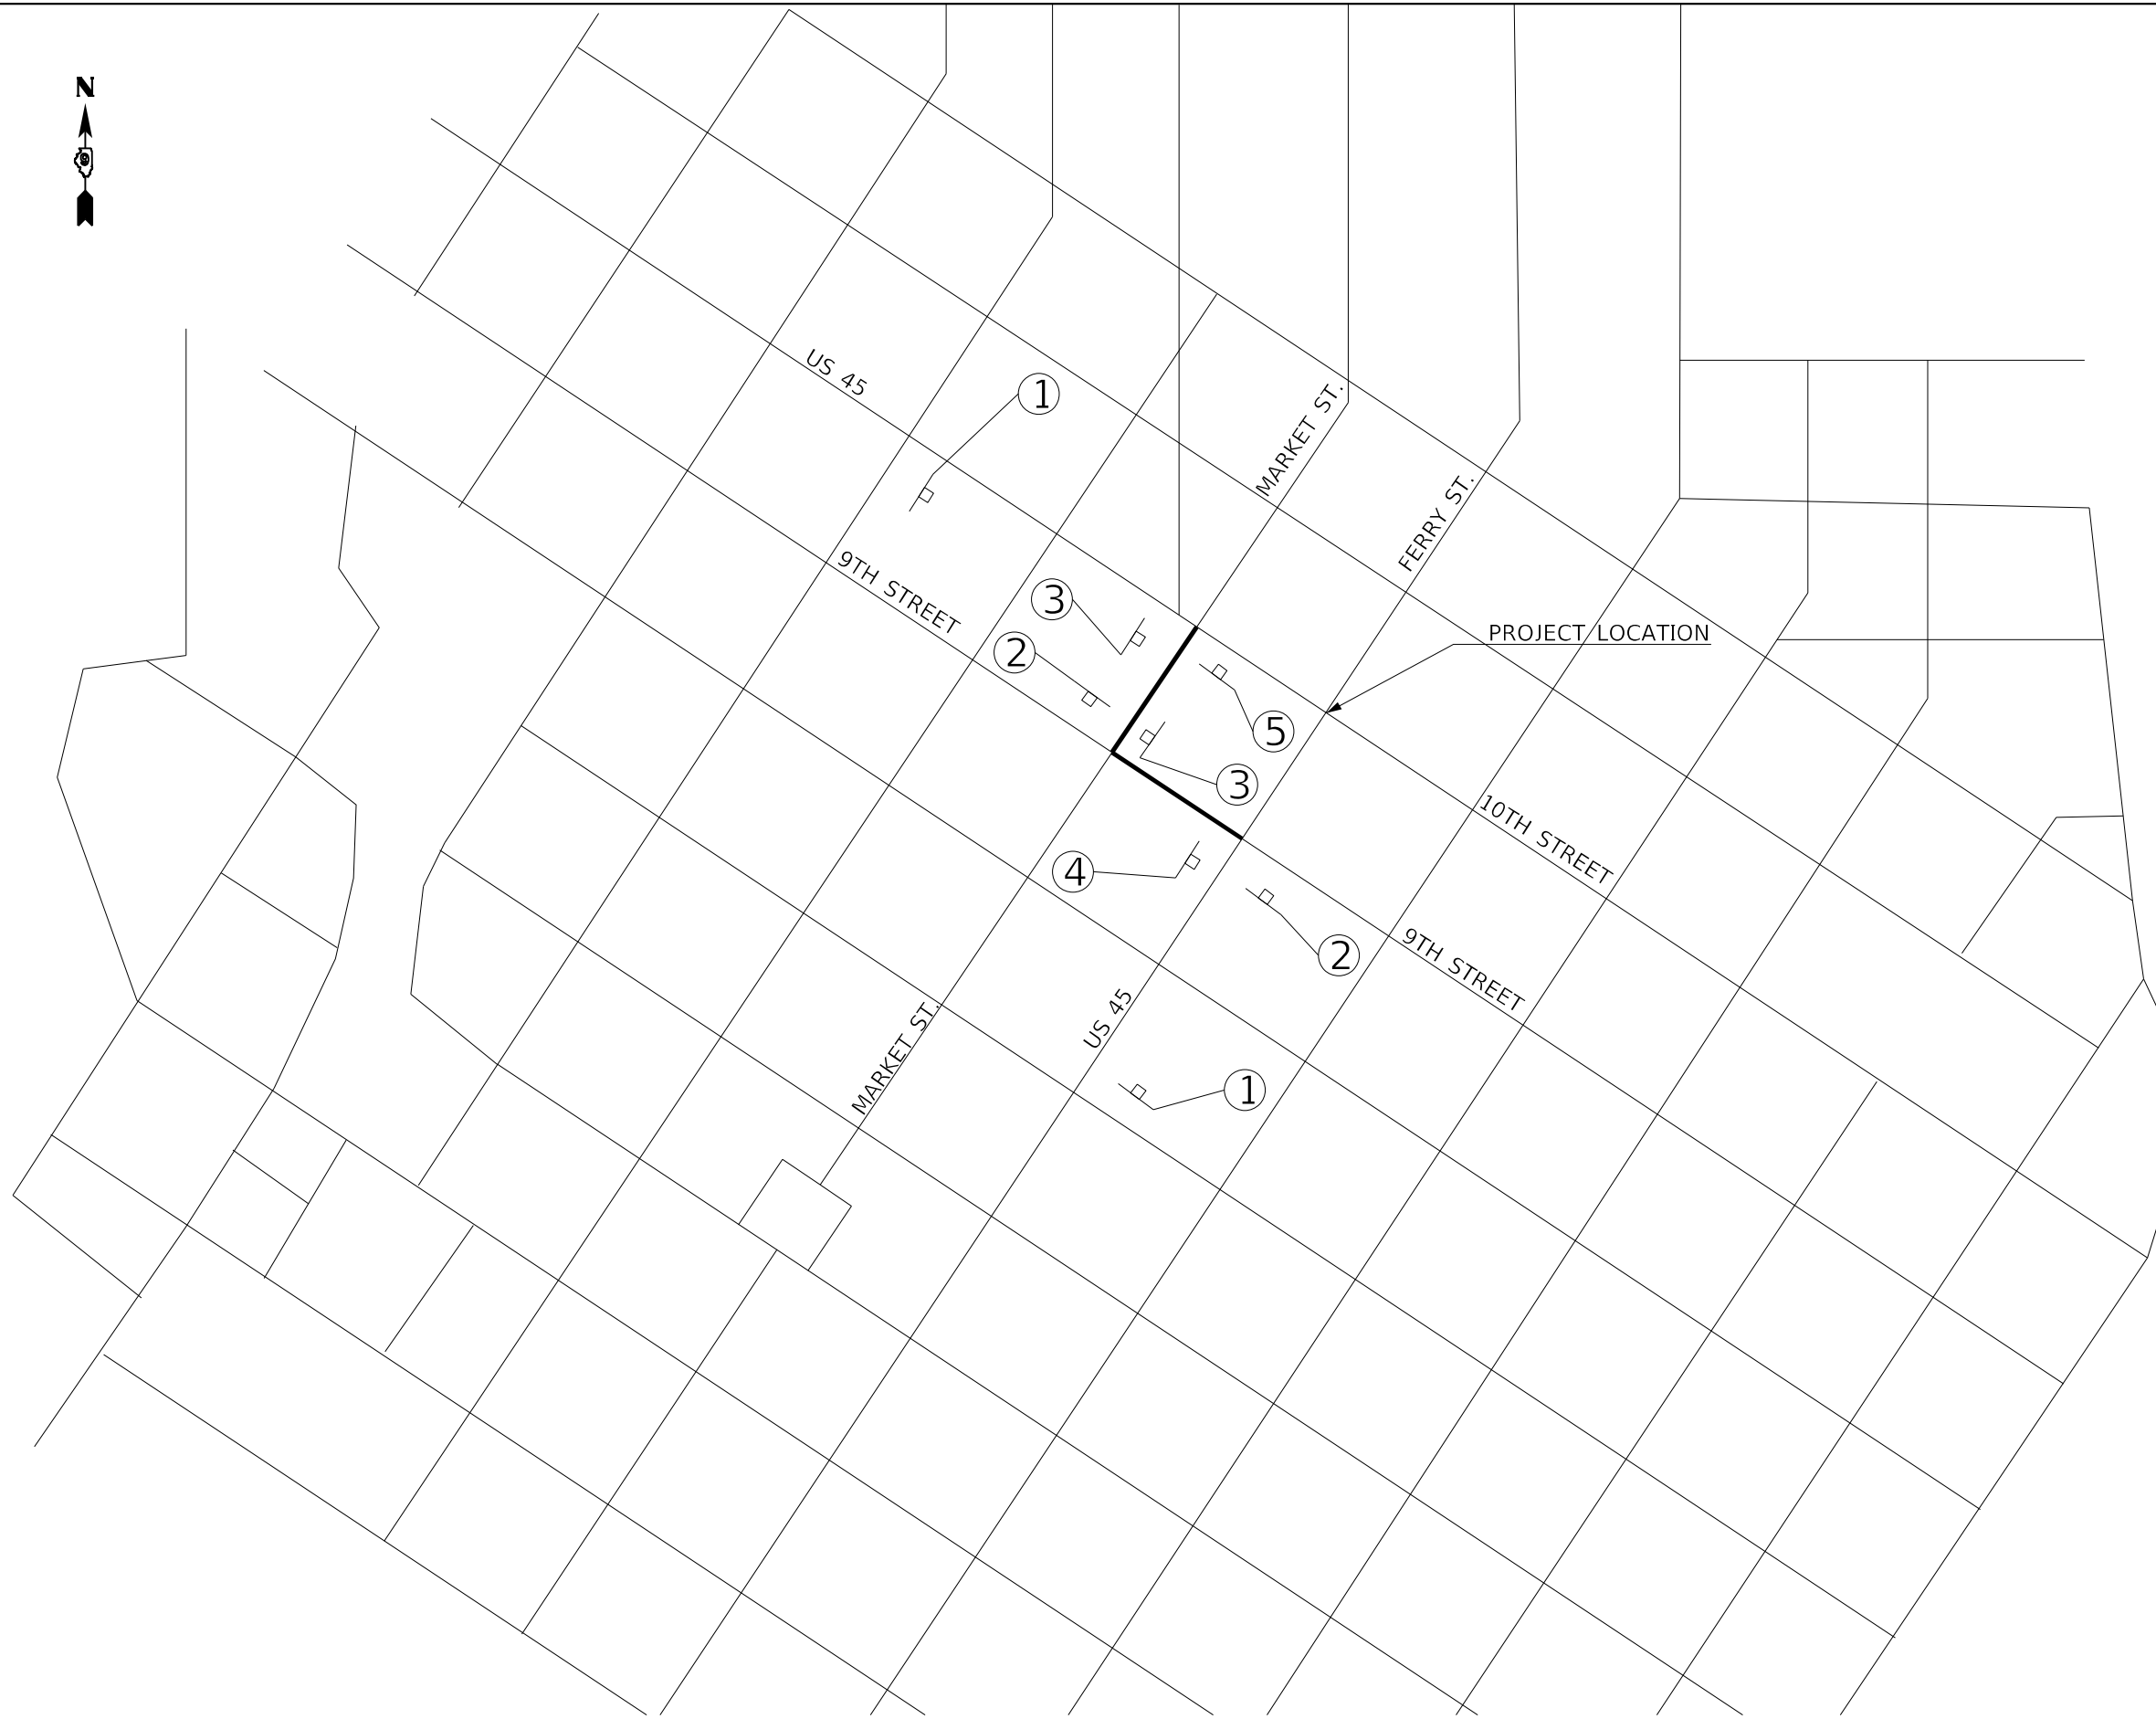 N
US 45
1
MARKET ST.
FERRY ST.
9TH STREET
3
2
PROJECT LOCATION
5
3
10TH STREET
4
9TH STREET
2
US 45
MARKET ST.
1